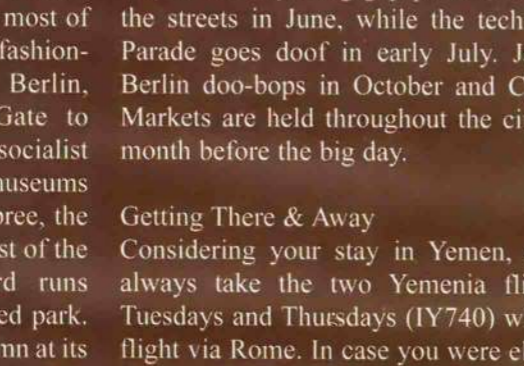 most of
fashion-
Berlin,
Gate to
socialist
museums
the
st of the
runs
ed park.
mn at its
the streets in June, while the tech
Parade goes doof in early July. J
Berlin doo-bops in October and C
Markets are held throughout the ci
month before the big day.
Getting There & Away
Considering your stay in Yemen,
always take the two Yemenia fli
Tuesdays and Thursdays (IY740) w
flight via Rome. In case you were el